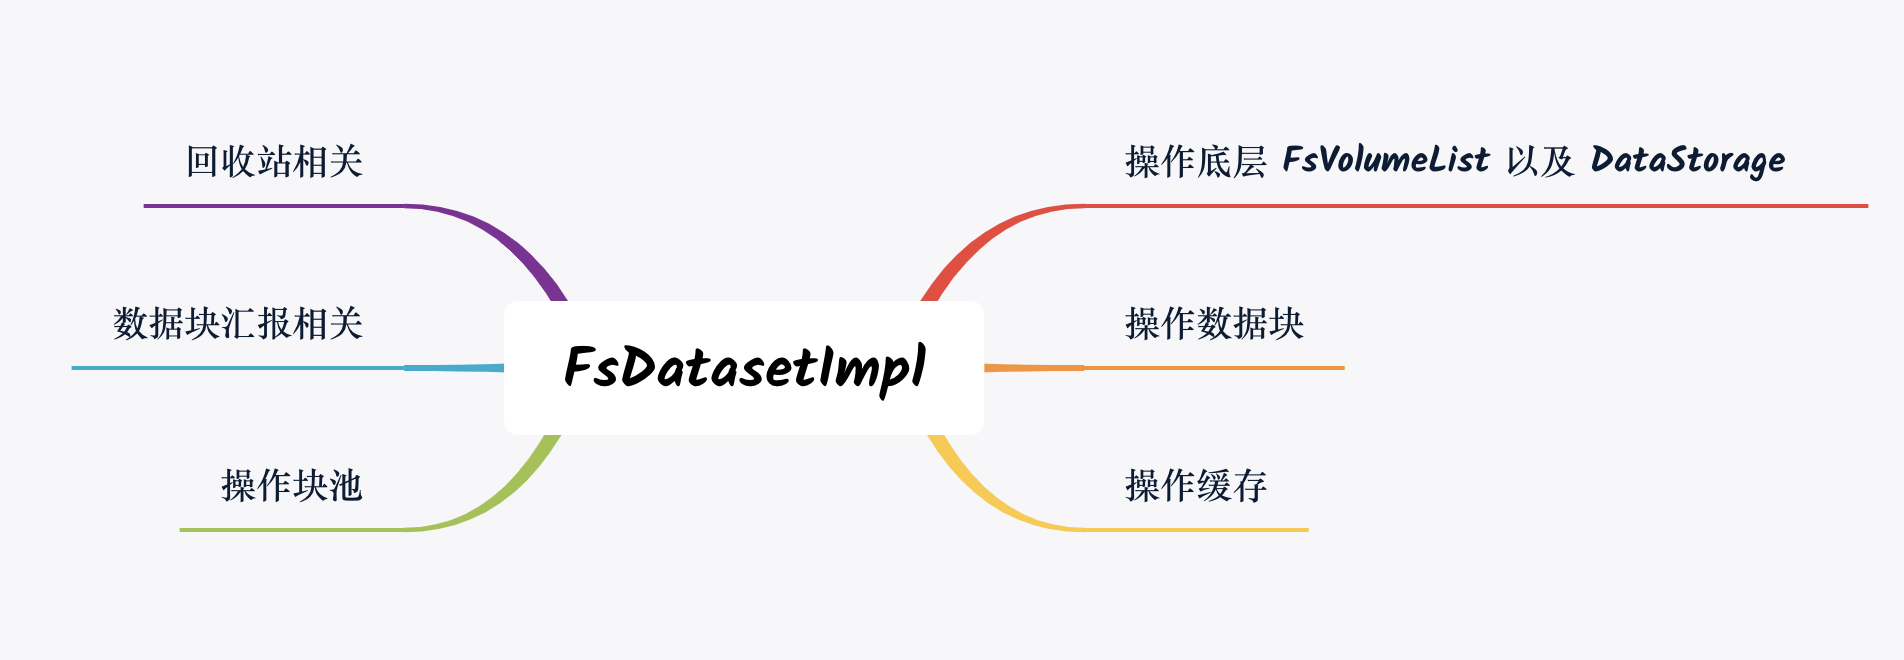 回收站相关
操作底层 FsVolumeList 以及 DataStorage
数据块汇报相关
操作数据块
FsDatasetImpl
操作块池
操作缓存